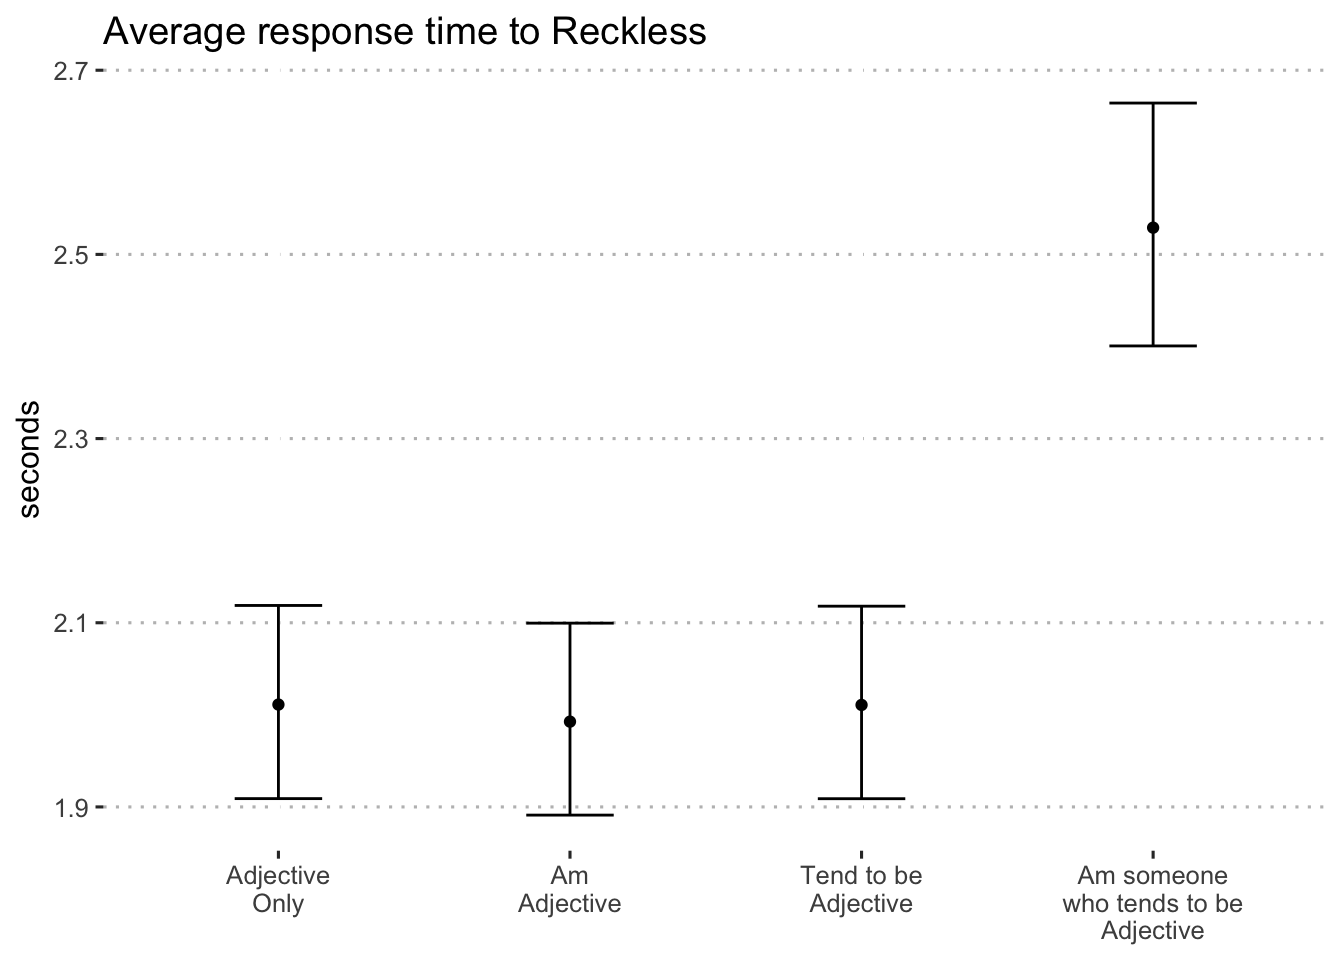 Average response time to Reckless
2.7
2.5
2.3
2.1
1.9
seconds
Adjective
Only
Am
Adjective
Tend to be
Adjective
Am someone
who tends to be
Adjective